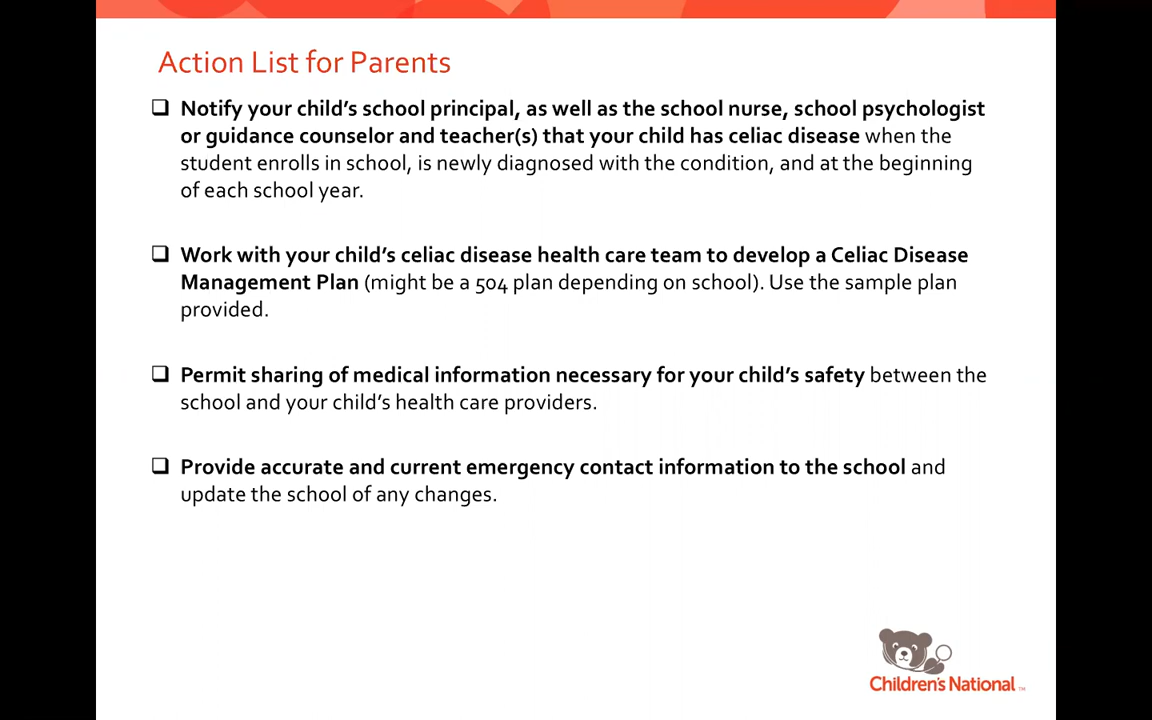 Action List for Parents
Notify your child's school principal, as well as the school nurse, school psychologist
or guidance counselor and teacher(s) that your child has celiac disease when the
student enrolls in school, is newly diagnosed with the condition, and at the beginning
of each school year.
Work with your child's celiac disease health care team to develop a Celiac Disease
Management Plan (might be a 504 plan depending on school). Use the sample plan
provided.
Permit sharing of medical information necessary for your child's safety between the
school and your child's health care providers.
Provide accurate and current emergency contact information to the school and
update the school of any changes.
Children's National ™